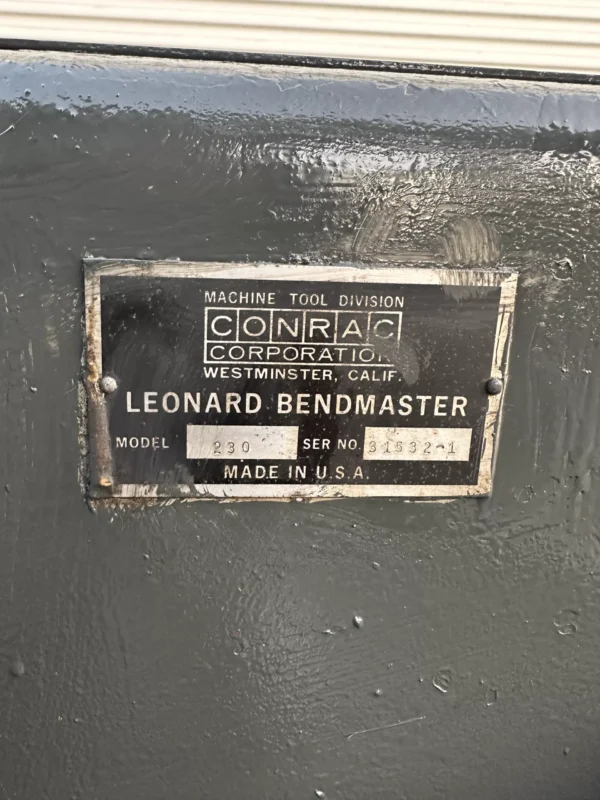 MACHINE TOOL DIVISION
CONRAC
CORPORATION
WESTMINSTER, CALIF.
LEONARD BENDMASTER
MODEL 230 SER NO. 31532-1
MADE IN U.S.A.